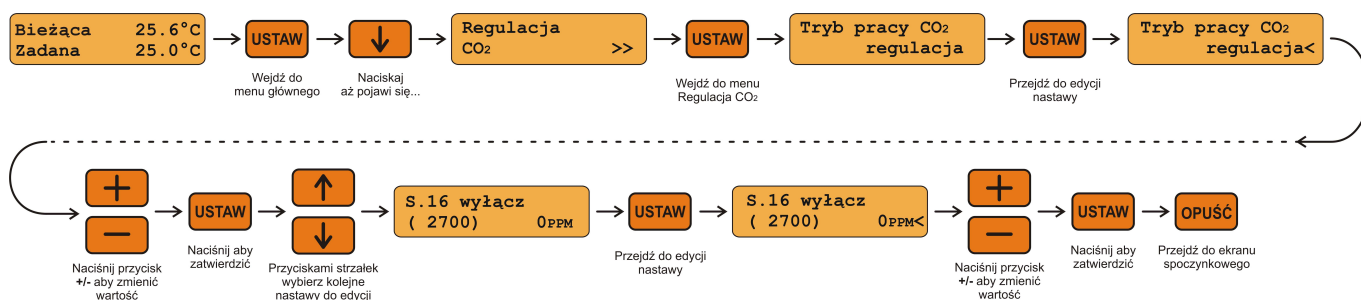 Bieżąca 25.6°C
Zadana 25.0°C
USTAW
Wejdź do
menu głównego
Naciskaj
aż pojawi się...
Regulacja
CO₂ >>
USTAW
Wejdź do menu
Regulacja CO₂
Tryb pracy CO₂
regulacja
USTAW
Przejdź do edycji
nastawy
Tryb pracy CO₂
regulacja<
+
−
Naciśnij przycisk
+/- aby zmienić
wartość
USTAW
Naciśnij aby
zatwierdzić
Przyciskami strzałek
wybierz kolejne
nastawy do edycji
S.16 wyłącz
( 2700) 0PPM
USTAW
Przejdź do edycji
nastawy
S.16 wyłącz
( 2700) 0PPM<
+
−
Naciśnij przycisk
+/- aby zmienić
wartość
USTAW
Naciśnij aby
zatwierdzić
OPUŚĆ
Przejdź do ekranu
spoczynkowego